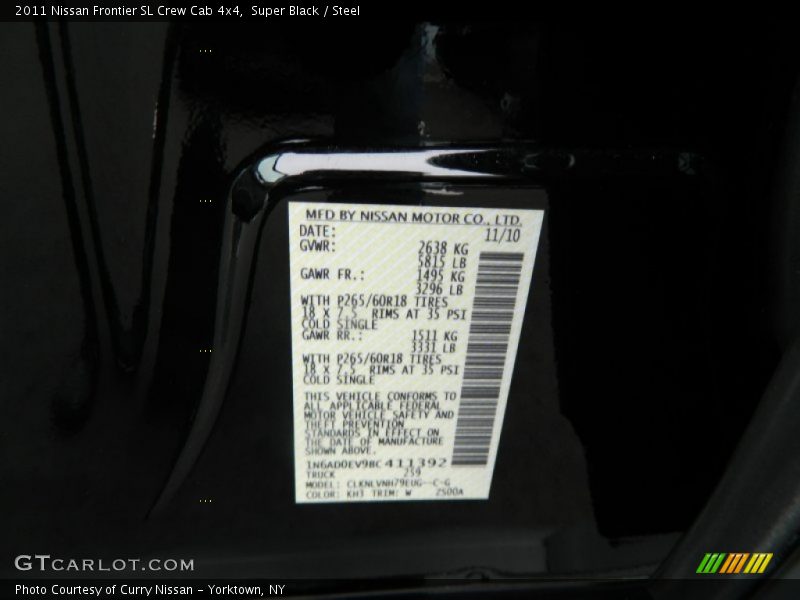 2011 Nissan Frontier SL Crew Cab 4x4, Super Black / Steel
MFD BY NISSAN MOTOR CO., LTD.
DATE: 11/10
GVWR: 2638 KG
5815 LB
GAWR FR.: 1495 KG
3296 LB
WITH P265/60R18 TIRES
18 X 7.5 RIMS AT 35 PSI
COLD SINGLE
GAWR RR.: 1511 KG
3331 LB
WITH P265/60R18 TIRES
18 X 7.5 RIMS AT 35 PSI
COLD SINGLE
THIS VEHICLE CONFORMS TO
ALL APPLICABLE FEDERAL
MOTOR VEHICLE SAFETY AND
THEFT PREVENTION
STANDARDS IN EFFECT ON
THE DATE OF MANUFACTURE
SHOWN ABOVE.
1N6AD0EV9BC411392
TRUCK 259
MODEL: CLKNLVNH79EUG--C-G
COLOR: KH3 TRIM: W 2500A
GTCARLOT.COM
Photo Courtesy of Curry Nissan - Yorktown, NY